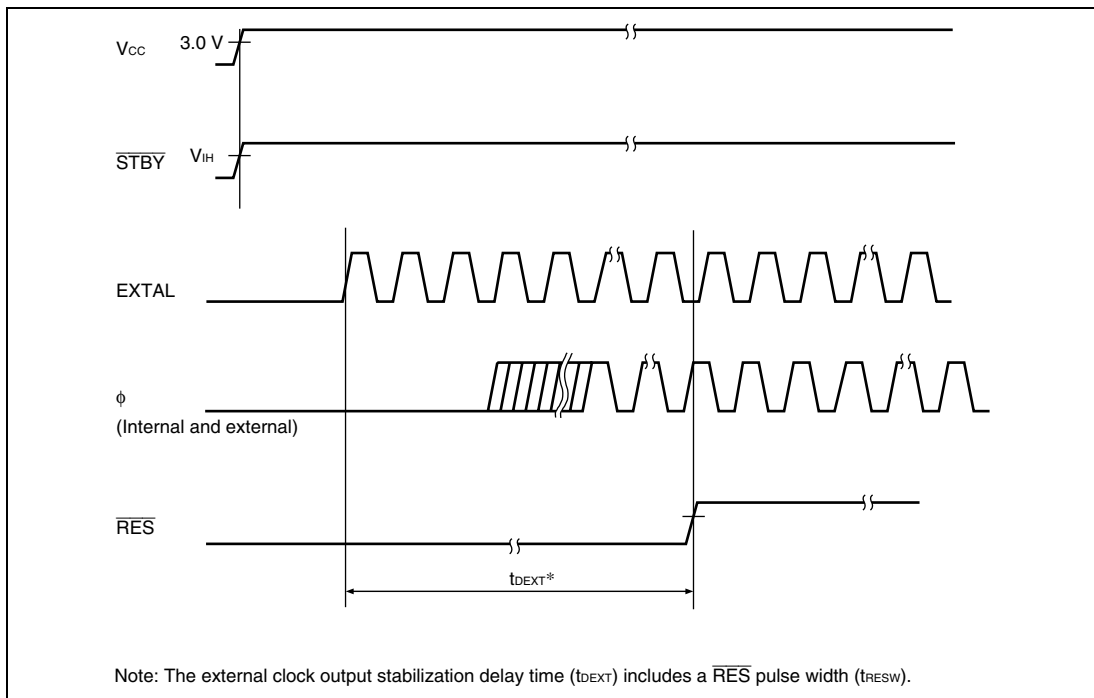 Vcc 3.0 V
STBY VIH
EXTAL
φ
(Internal and external)
RES
tDEXT*
Note: The external clock output stabilization delay time (tDEXT) includes a RES pulse width (tRESW).